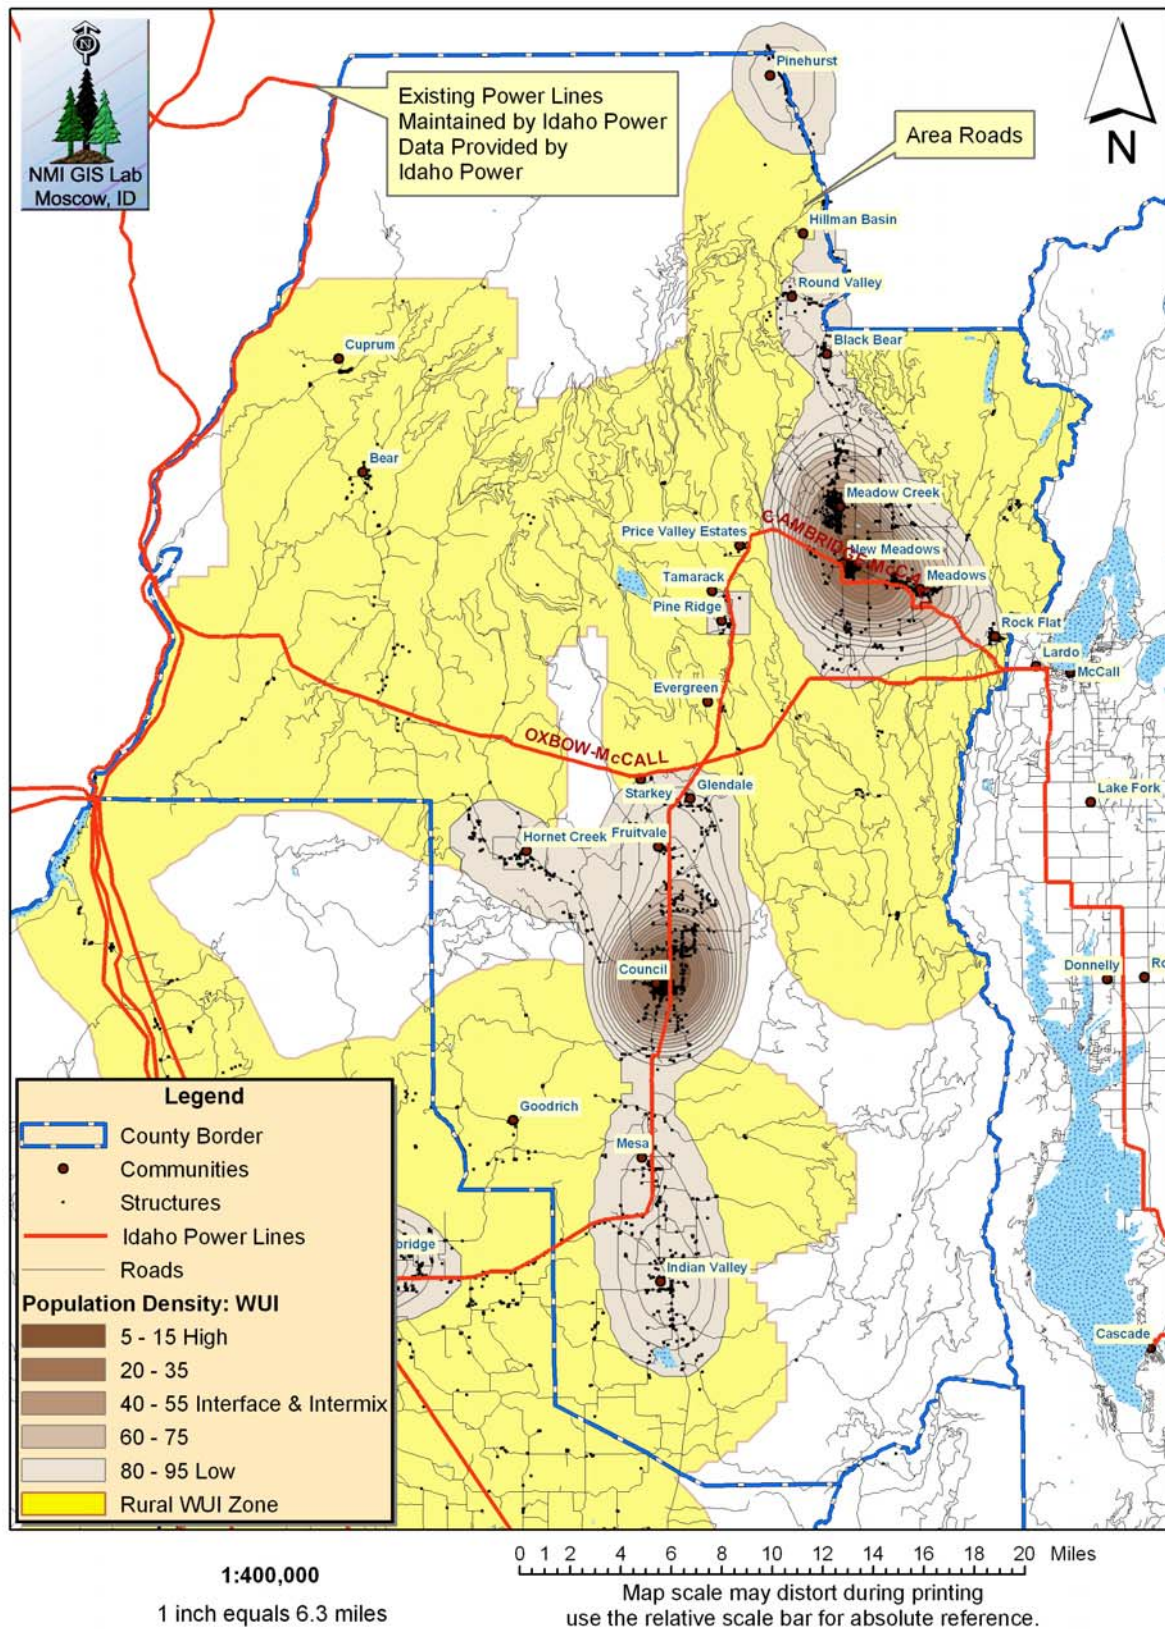 N
NMI GIS Lab
Moscow, ID
Existing Power Lines
Maintained by Idaho Power
Data Provided by
Idaho Power
Area Roads
N
Pinehurst
Hillman Basin
Round Valley
Black Bear
Cuprum
Bear
Meadow Creek
CAMBRIDGE-McCA
Price Valley Estates
New Meadows
Tamarack
Meadows
Pine Ridge
Rock Flat
Lardo
McCall
Evergreen
OXBOW-McCALL
Starkey
Glendale
Lake Fork
Hornet Creek
Fruitvale
Council
Donnelly
Ro
Goodrich
Mesa
bridge
Indian Valley
Cascade
Legend
County Border
Communities
Structures
Idaho Power Lines
Roads
Population Density: WUI
5 - 15 High
20 - 35
40 - 55 Interface & Intermix
60 - 75
80 - 95 Low
Rural WUI Zone
1:400,000
1 inch equals 6.3 miles
0 1 2 4 6 8 10 12 14 16 18 20 Miles
Map scale may distort during printing
use the relative scale bar for absolute reference.